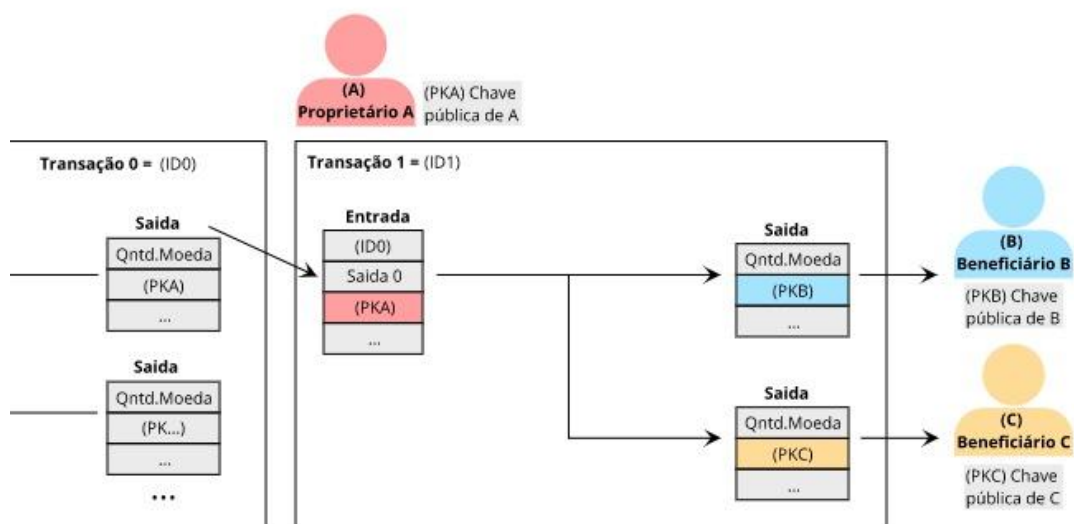 (A)
Proprietário A
(PKA) Chave
pública de A
Transação 0 = (ID0)
Saida
Qntd.Moeda
(PKA)
...
Saida
Qntd.Moeda
(PK...)
...
...
Transação 1 = (ID1)
Entrada
(ID0)
Saida 0
(PKA)
...
Saida
Qntd.Moeda
(PKB)
...
Saida
Qntd.Moeda
(PKC)
...
(B)
Beneficiário B
(PKB) Chave
pública de B
(C)
Beneficiário C
(PKC) Chave
pública de C